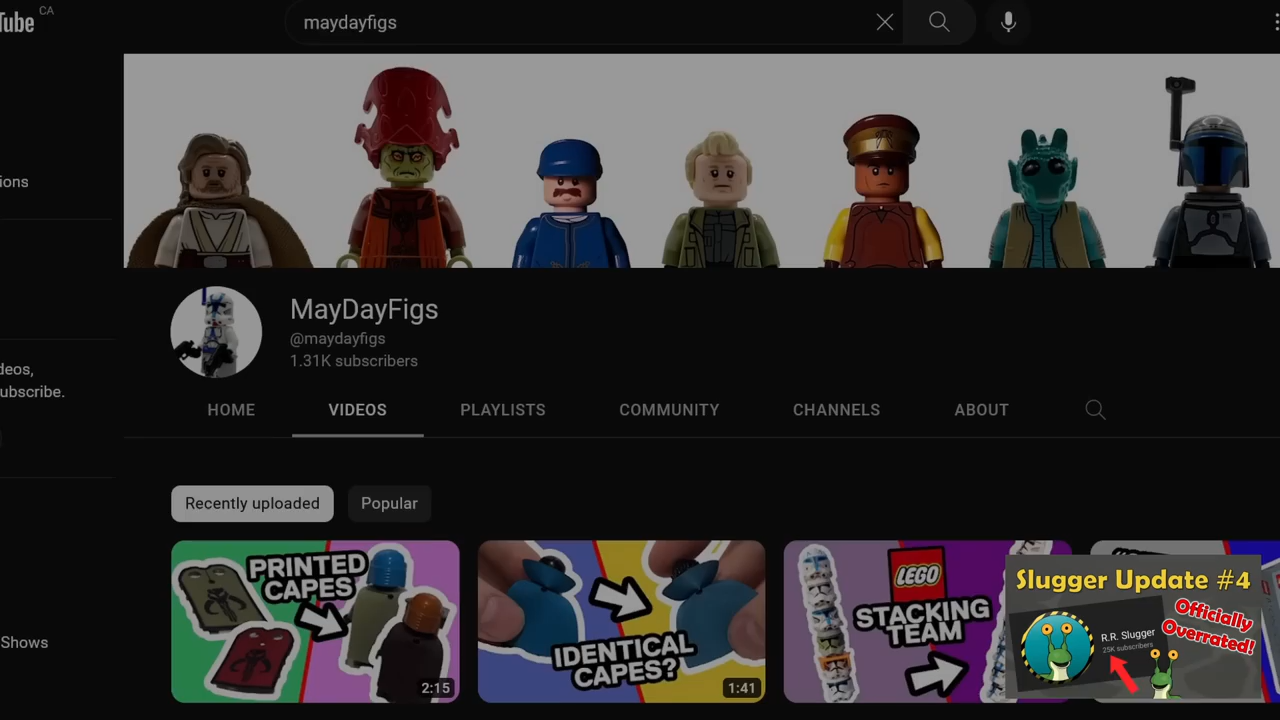 Tube CA
maydayfigs
ions
deos,
ubscribe.
Shows
MayDayFigs
@maydayfigs
1.31K subscribers
HOME VIDEOS PLAYLISTS COMMUNITY CHANNELS ABOUT
Recently uploaded Popular
PRINTED
CAPES
2:15
IDENTICAL
CAPES?
1:41
LEGO
STACKING
TEAM
Slugger Update #4
Officially
Overrated!
R.R. Slugger
25K subscribers